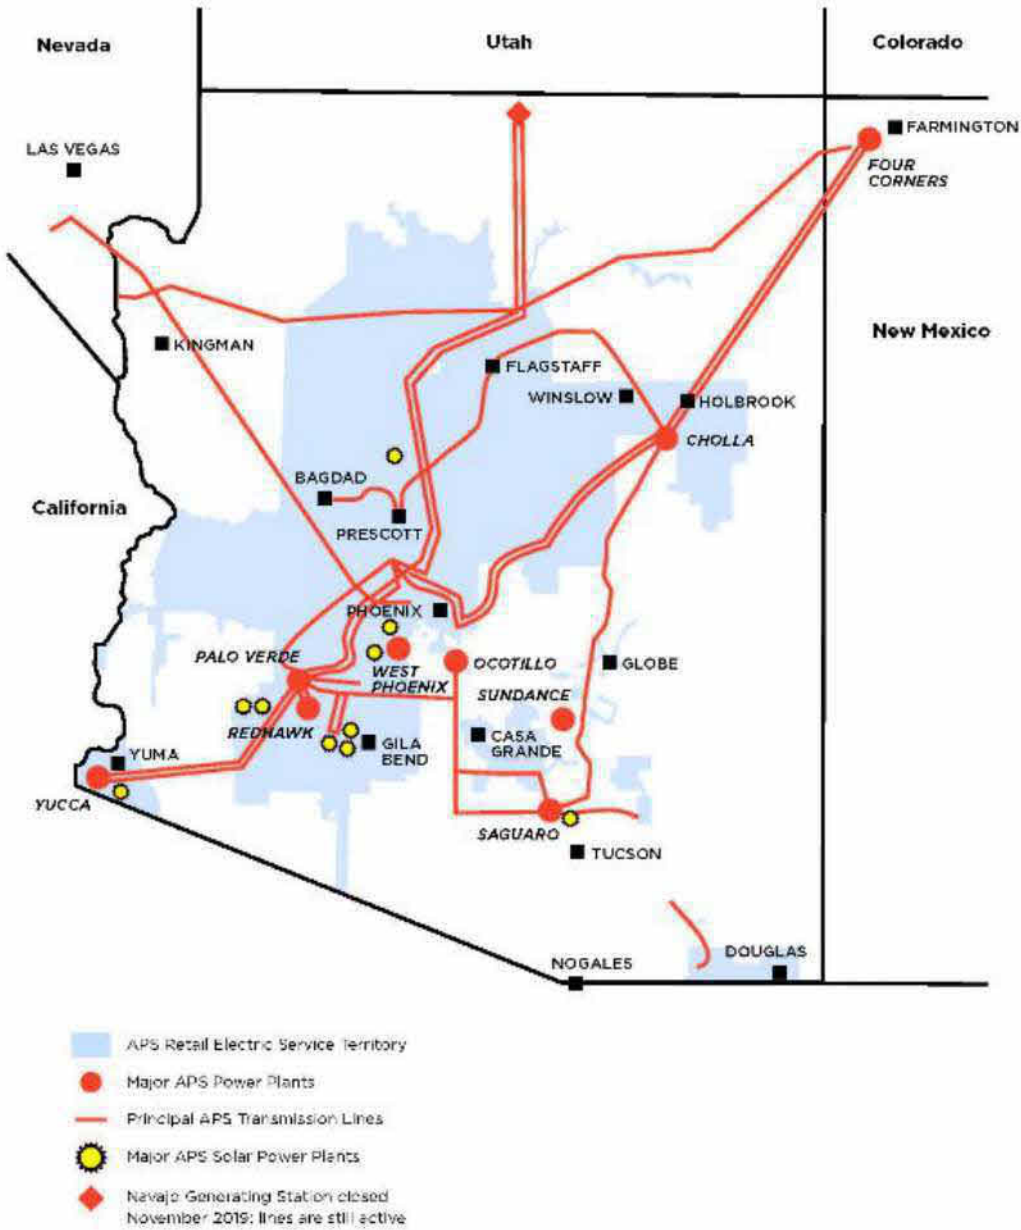 Nevada
Utah
Colorado
LAS VEGAS
FARMINGTON
FOUR
CORNERS
New Mexico
KINGMAN
FLAGSTAFF
WINSLOW
HOLBROOK
CHOLLA
BAGDAD
California
PRESCOTT
PHOENIX
PALO VERDE
WEST
PHOENIX
OCOTILLO
GLOBE
SUNDANCE
REDHAWK
GILA
BEND
CASA
GRANDE
YUMA
YUCCA
SAGUARO
TUCSON
DOUGLAS
NOGALES
APS Retail Electric Service Territory
Major APS Power Plants
Principal APS Transmission Lines
Major APS Solar Power Plants
Navajo Generating Station closed
November 2019; lines are still active